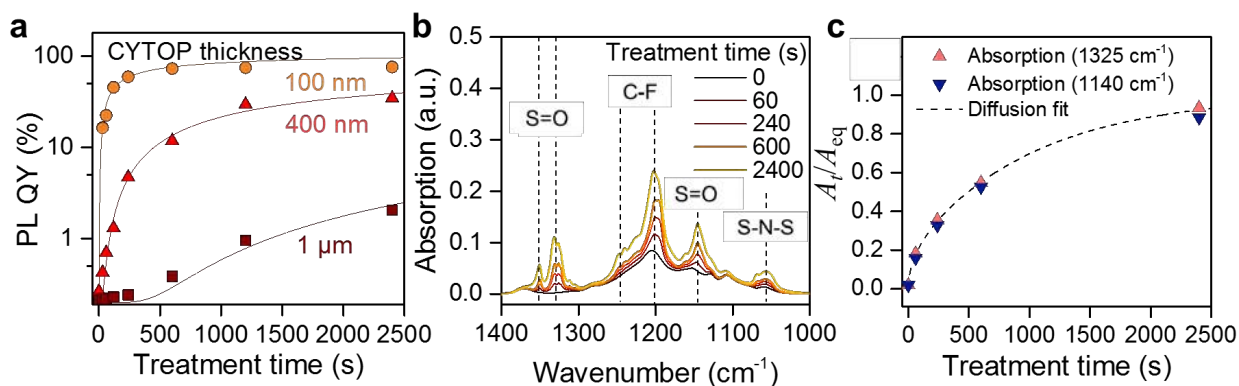 a
CYTOP thickness
100 nm
400 nm
1 µm
100
10
1
PL QY (%)
0 500 1000 1500 2000 2500
Treatment time (s)
b
Treatment time (s)
0
60
240
600
2400
S=O
C-F
S=O
S-N-S
0.5
0.4
0.3
0.2
0.1
0.0
Absorption (a.u.)
1400 1300 1200 1100 1000
Wavenumber (cm⁻¹)
c
Absorption (1325 cm⁻¹)
Absorption (1140 cm⁻¹)
Diffusion fit
1.0
0.8
0.6
0.4
0.2
0.0
Aₜ/A_eq
0 500 1000 1500 2000 2500
Treatment time (s)